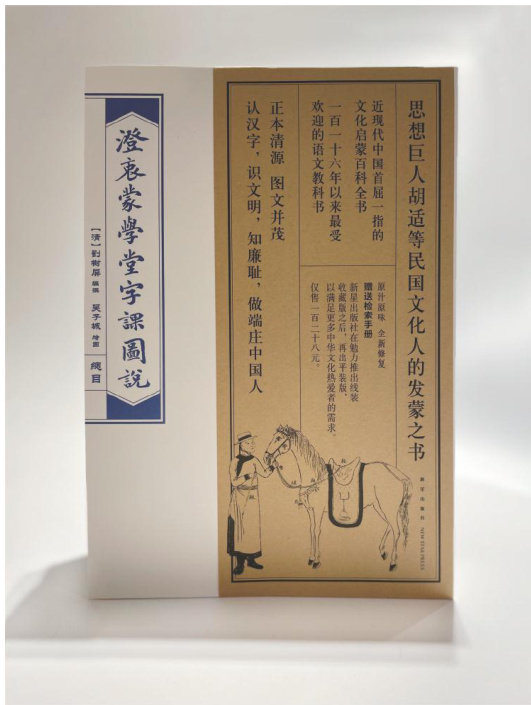 思想巨人胡适等民国文化人的发蒙之书
近现代中国首屈一指的
文化启蒙百科全书
一百一十六年以来最受
欢迎的语文教科书
正本清源 图文并茂
认汉字，识文明，知廉耻，做端庄中国人
原汁原味 全新修复
赠送检索手册
新星出版社在勉力推出线装
收藏版之后，再出平装版，
以满足更多中华文化热爱者的需求，
仅售一百二十八元。
新星出版社 NEW STAR PRESS
澄衷蒙學堂字課圖說
【清】劉樹屏 編撰 吴子城 繪圖
總目